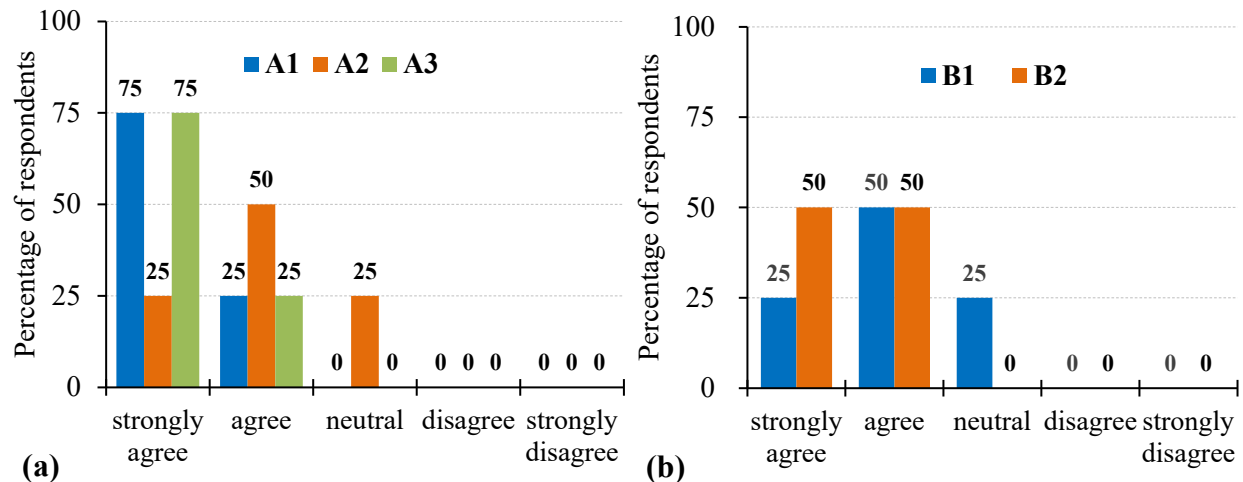 Percentage of respondents
100
75
50
25
0
A1 A2 A3
75 25 75
25 50 25
0 25 0
0 0 0
0 0 0
strongly agree
agree
neutral
disagree
strongly disagree
(a)
Percentage of respondents
100
75
50
25
0
B1 B2
25 50
50 50
25 0
0 0
0 0
strongly agree
agree
neutral
disagree
strongly disagree
(b)